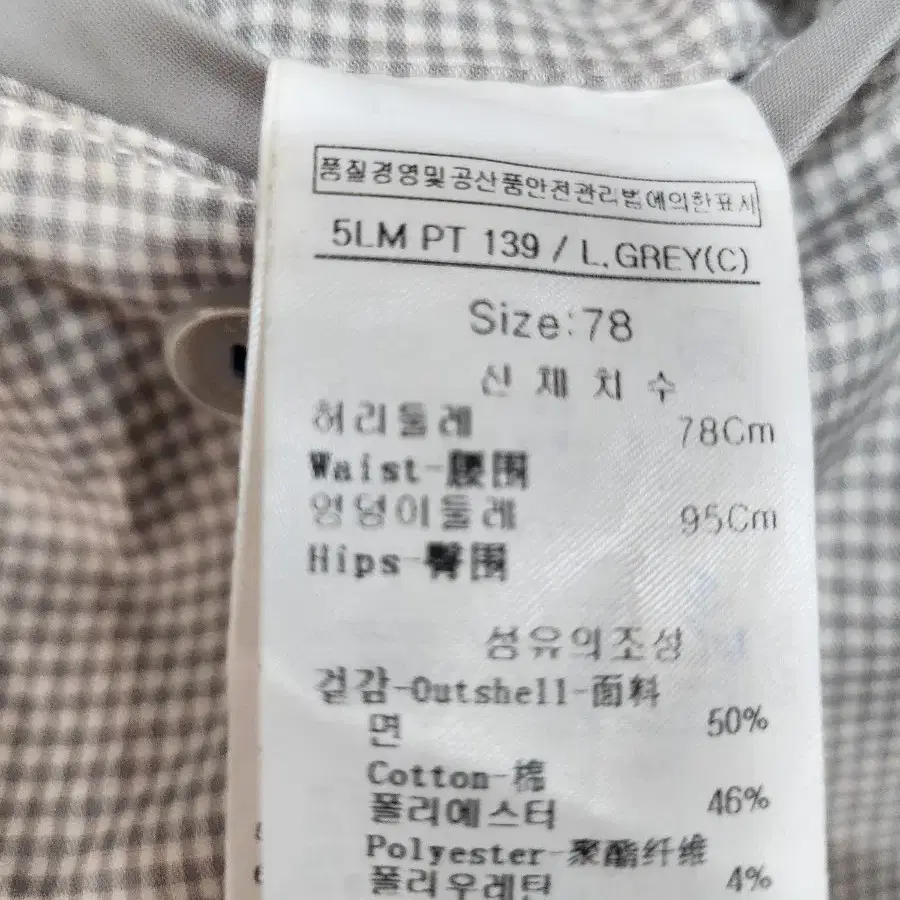 품질경영및공산품안전관리법에의한표시
5LM PT 139 / L.GREY(C)
Size:78
신 체 치 수
허리둘레 78Cm
Waist-腰围
엉덩이둘레 95Cm
Hips-臀围
섬유의조성
겉감-Outshell-面料
면 50%
Cotton-棉
폴리에스터 46%
Polyester-聚酯纤维
폴리우레탄 4%